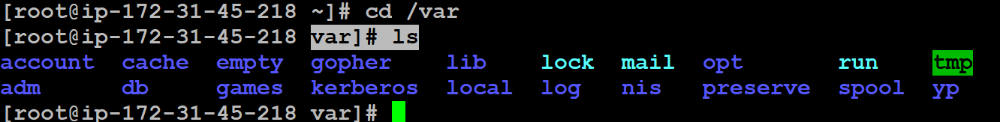 [root@ip-172-31-45-218 ~]# cd /var
[root@ip-172-31-45-218 var]# ls
account  cache  empty  gopher    lib    lock  mail  opt       run    tmp
adm      db     games  kerberos  local  log   nis   preserve  spool  yp
[root@ip-172-31-45-218 var]#